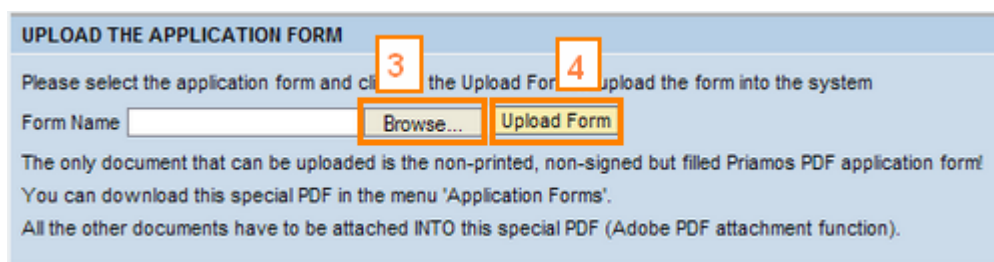 UPLOAD THE APPLICATION FORM
3
4
Please select the application form and cli the Upload For upload the form into the system
Form Name Browse... Upload Form
The only document that can be uploaded is the non-printed, non-signed but filled Priamos PDF application form!
You can download this special PDF in the menu 'Application Forms'.
All the other documents have to be attached INTO this special PDF (Adobe PDF attachment function).